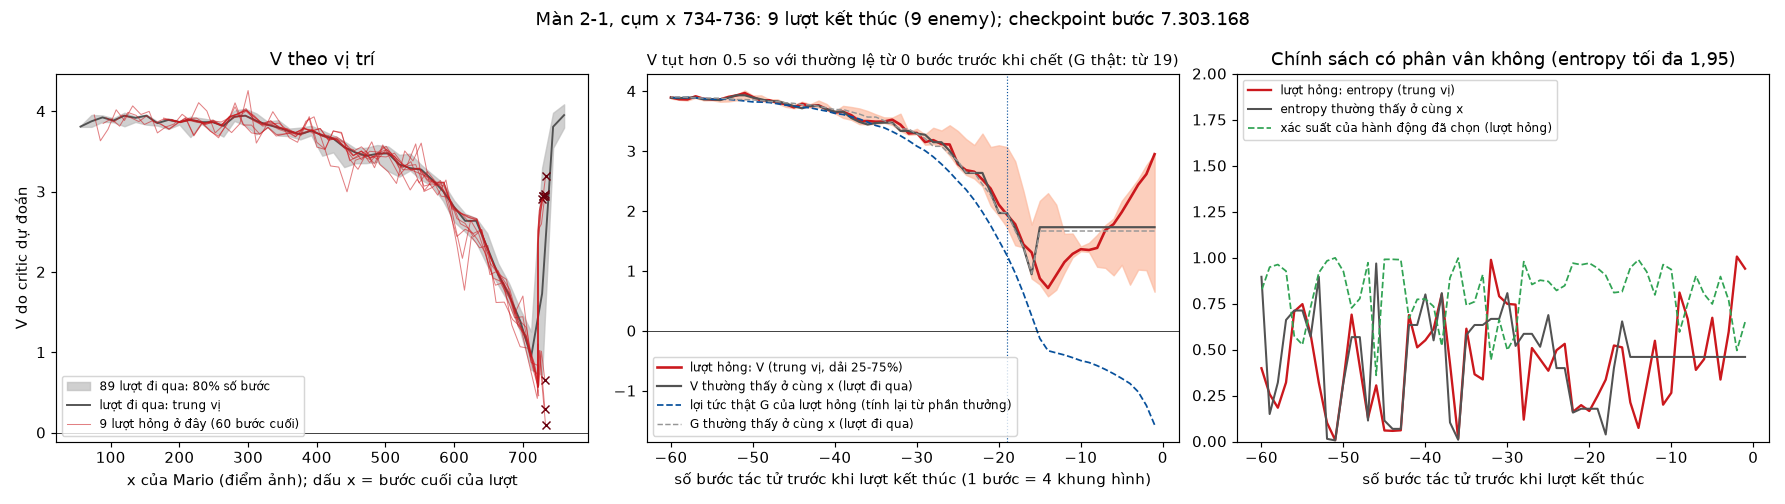 Màn 2-1, cụm x 734-736: 9 lượt kết thúc (9 enemy); checkpoint bước 7.303.168
V theo vị trí
V do critic dự đoán
4
3
2
1
0
89 lượt đi qua: 80% số bước
lượt đi qua: trung vị
9 lượt hỏng ở đây (60 bước cuối)
100 200 300 400 500 600 700
x của Mario (điểm ảnh); dấu x = bước cuối của lượt
V tụt hơn 0.5 so với thường lệ từ 0 bước trước khi chết (G thật: từ 19)
4
3
2
1
0
−1
lượt hỏng: V (trung vị, dải 25-75%)
V thường thấy ở cùng x (lượt đi qua)
lợi tức thật G của lượt hỏng (tính lại từ phần thưởng)
G thường thấy ở cùng x (lượt đi qua)
−60 −50 −40 −30 −20 −10 0
số bước tác tử trước khi lượt kết thúc (1 bước = 4 khung hình)
Chính sách có phân vân không (entropy tối đa 1,95)
2.00
1.75
1.50
1.25
1.00
0.75
0.50
0.25
0.00
lượt hỏng: entropy (trung vị)
entropy thường thấy ở cùng x
xác suất của hành động đã chọn (lượt hỏng)
−60 −50 −40 −30 −20 −10 0
số bước tác tử trước khi lượt kết thúc